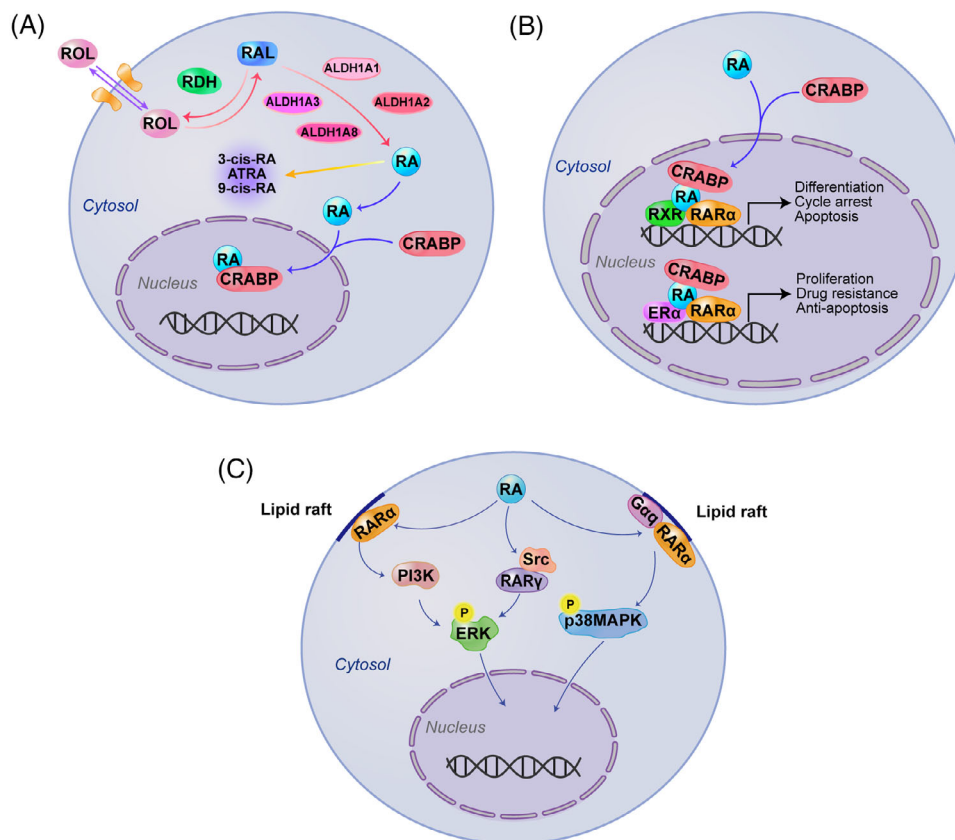 (A)
ROL
ROL
RDH
RAL
ALDH1A1
ALDH1A3
ALDH1A2
ALDH1A8
3-cis-RA
ATRA
9-cis-RA
RA
RA
Cytosol
CRABP
RA
CRABP
Nucleus
(B)
RA
CRABP
Cytosol
CRABP
RA
RXR
RARα
Differentiation
Cycle arrest
Apoptosis
Nucleus
CRABP
RA
ERα
RARα
Proliferation
Drug resistance
Anti-apoptosis
(C)
Lipid raft
RARα
RA
Gαq
RARα
Lipid raft
Src
RARγ
PI3K
P
ERK
P
p38MAPK
Cytosol
Nucleus